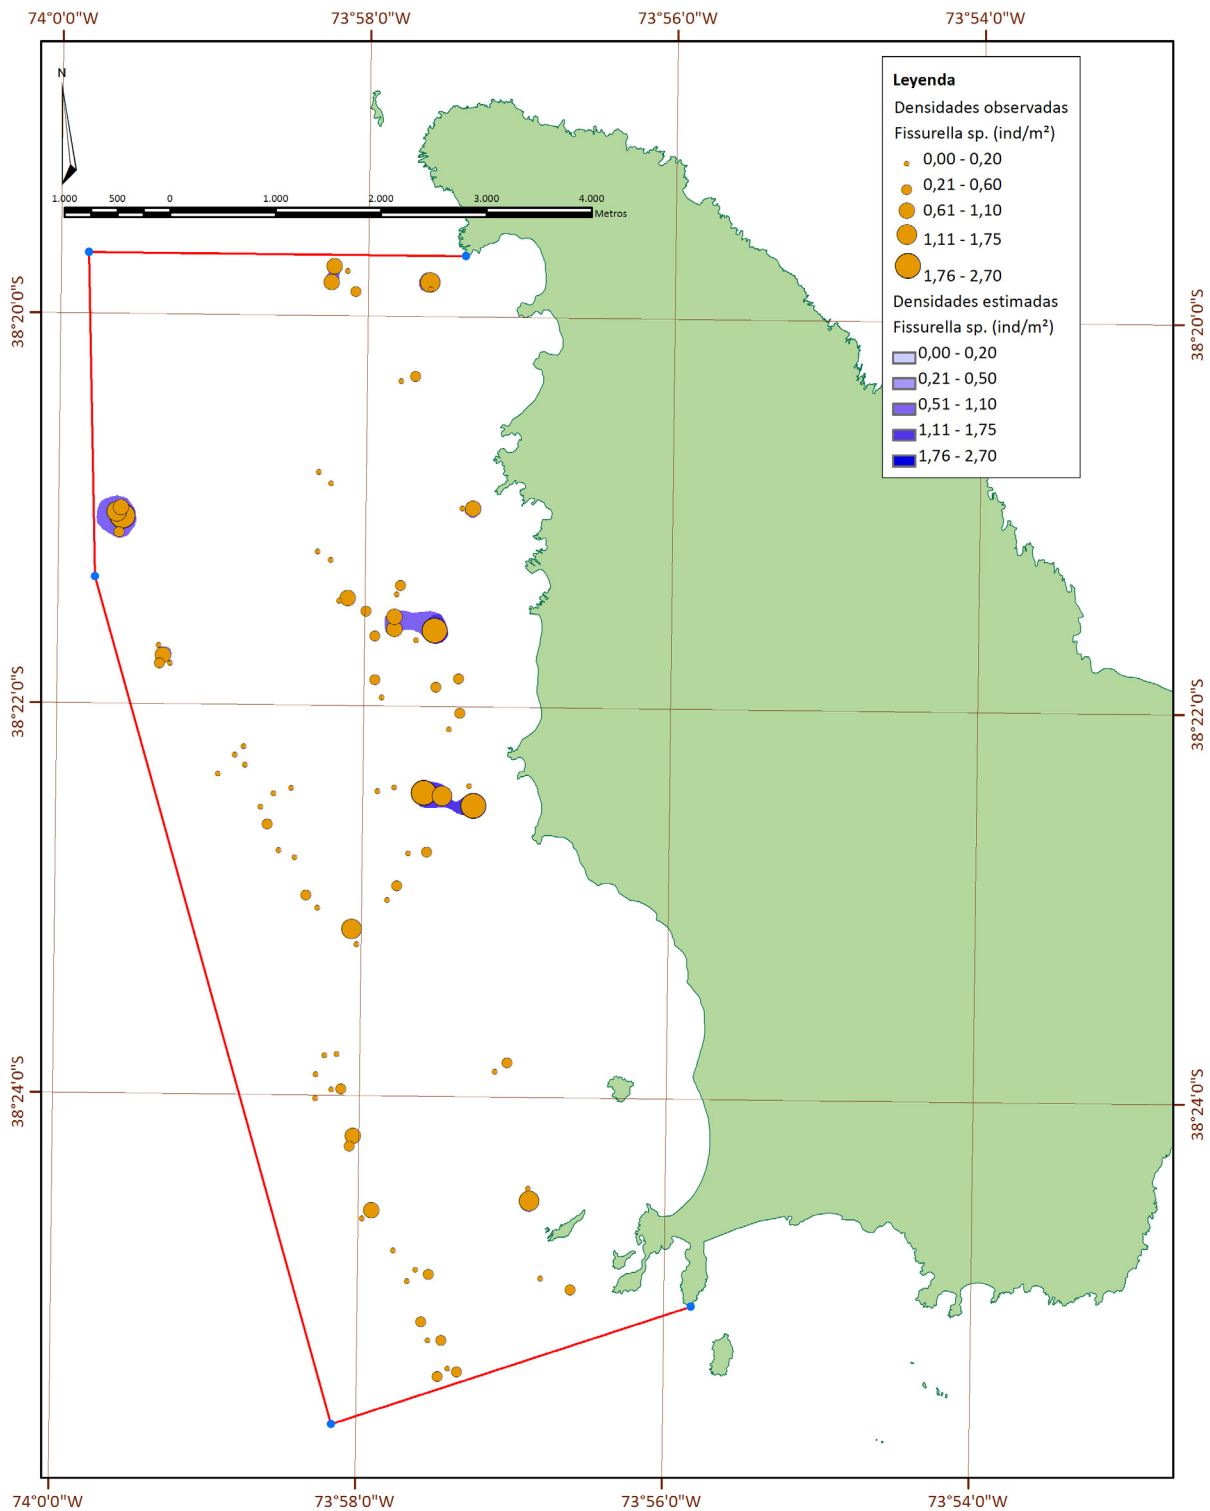 74°0'0"W 73°58'0"W 73°56'0"W 73°54'0"W
N
Leyenda
Densidades observadas
Fissurella sp. (ind/m²)
0,00 - 0,20
0,21 - 0,60
0,61 - 1,10
1,11 - 1,75
1,76 - 2,70
Densidades estimadas
Fissurella sp. (ind/m²)
0,00 - 0,20
0,21 - 0,50
0,51 - 1,10
1,11 - 1,75
1,76 - 2,70
1.000 500 0 1.000 2.000 3.000 4.000
Metros
38°20'0"S 38°20'0"S
38°22'0"S 38°22'0"S
38°24'0"S 38°24'0"S
74°0'0"W 73°58'0"W 73°56'0"W 73°54'0"W